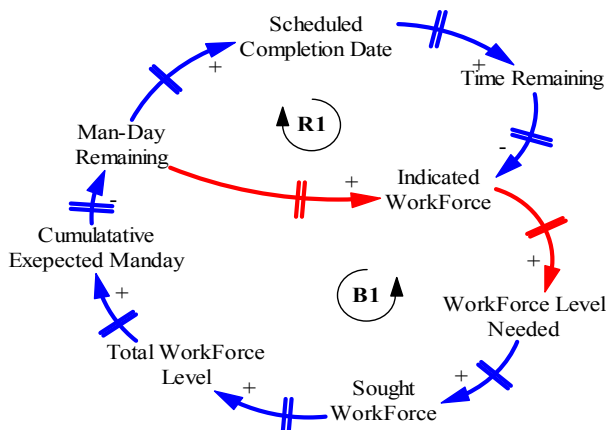 Scheduled
Completion Date
+
+
Time Remaining
R1
Man-Day
Remaining
-
+
Indicated
WorkForce
-
Cumulatative
Exepected Manday
B1
+
+
WorkForce Level
Needed
Total WorkForce
Level
+
+
Sought
WorkForce